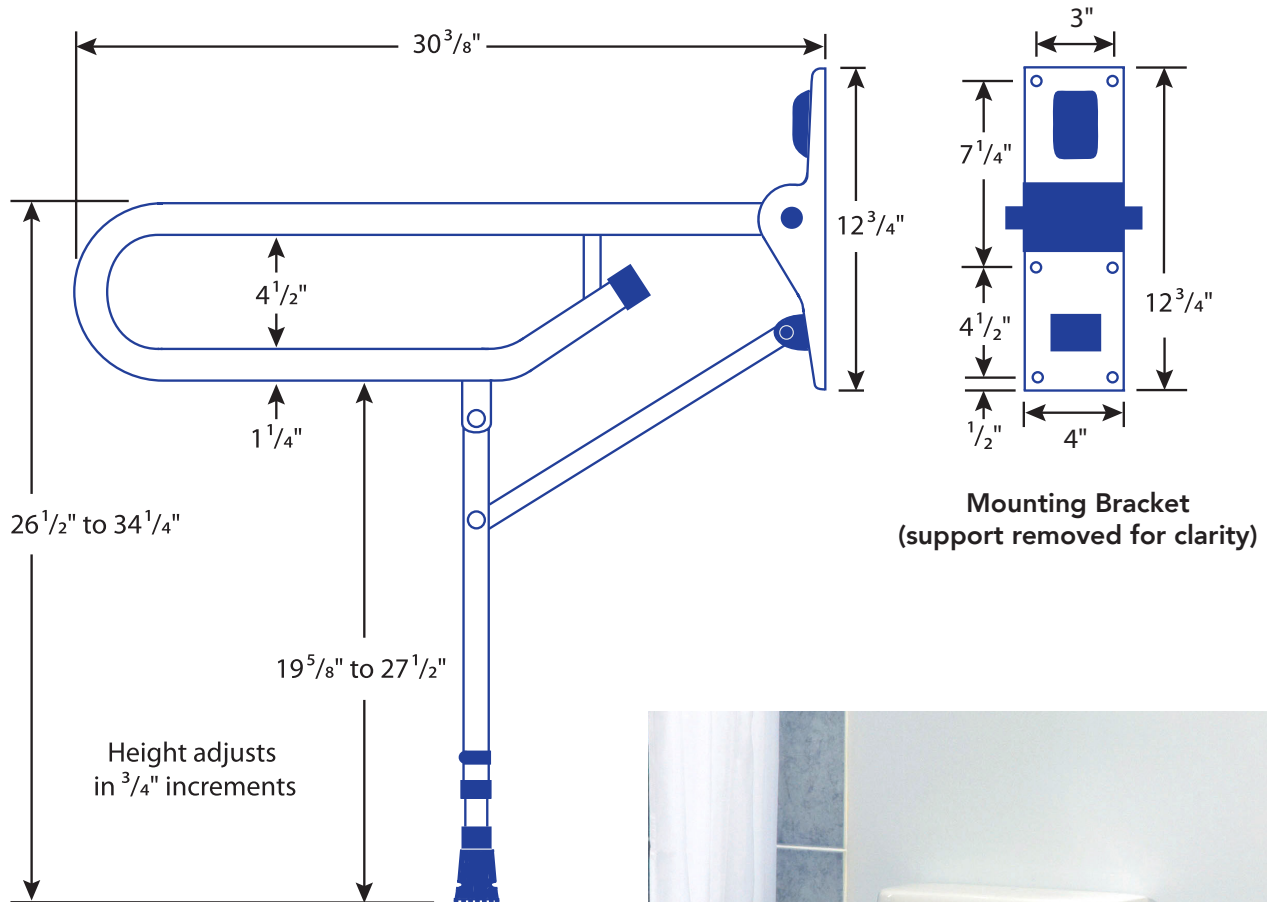 30 3/8"
3"
7 1/4"
12 3/4"
4 1/2"
12 3/4"
4 1/2"
1 1/4"
1/2"
4"
Mounting Bracket
(support removed for clarity)
26 1/2" to 34 1/4"
19 5/8" to 27 1/2"
Height adjusts
in 3/4" increments